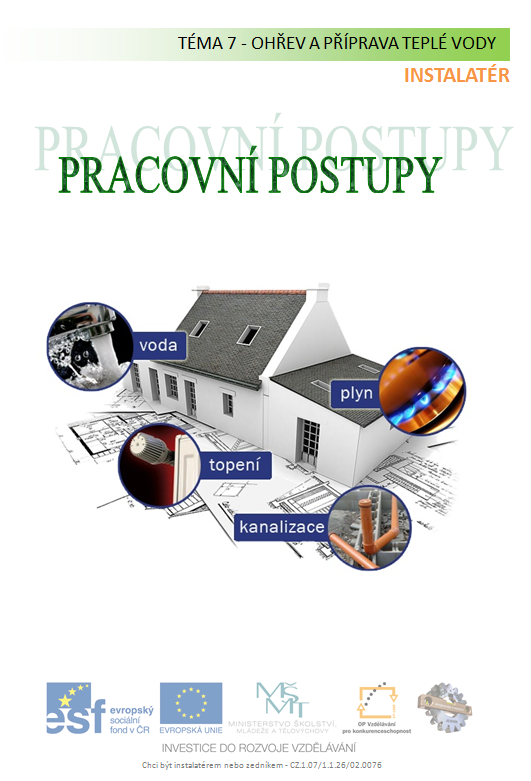 TÉMA 7 - OHŘEV A PŘÍPRAVA TEPLÉ VODY
INSTALATÉR
PRACOVNÍ POSTUPY
voda
plyn
topení
kanalizace
esf
evropský
sociální
fond v ČR
EVROPSKÁ UNIE
MŠMT
MINISTERSTVO ŠKOLSTVÍ,
MLÁDEŽE A TĚLOVÝCHOVY
OP Vzdělávání
pro konkurenceschopnost
INVESTICE DO ROZVOJE VZDĚLÁVÁNÍ
Chci být instalatérem nebo zedníkem - CZ.1.07/1.1.26/02.0076